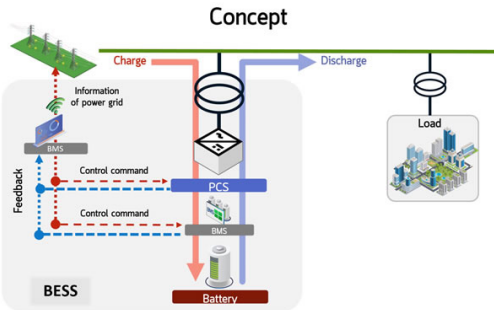 Concept
Charge
Discharge
Information
of power grid
BMS
Load
Feedback
Control command
PCS
Control command
BMS
BESS
Battery